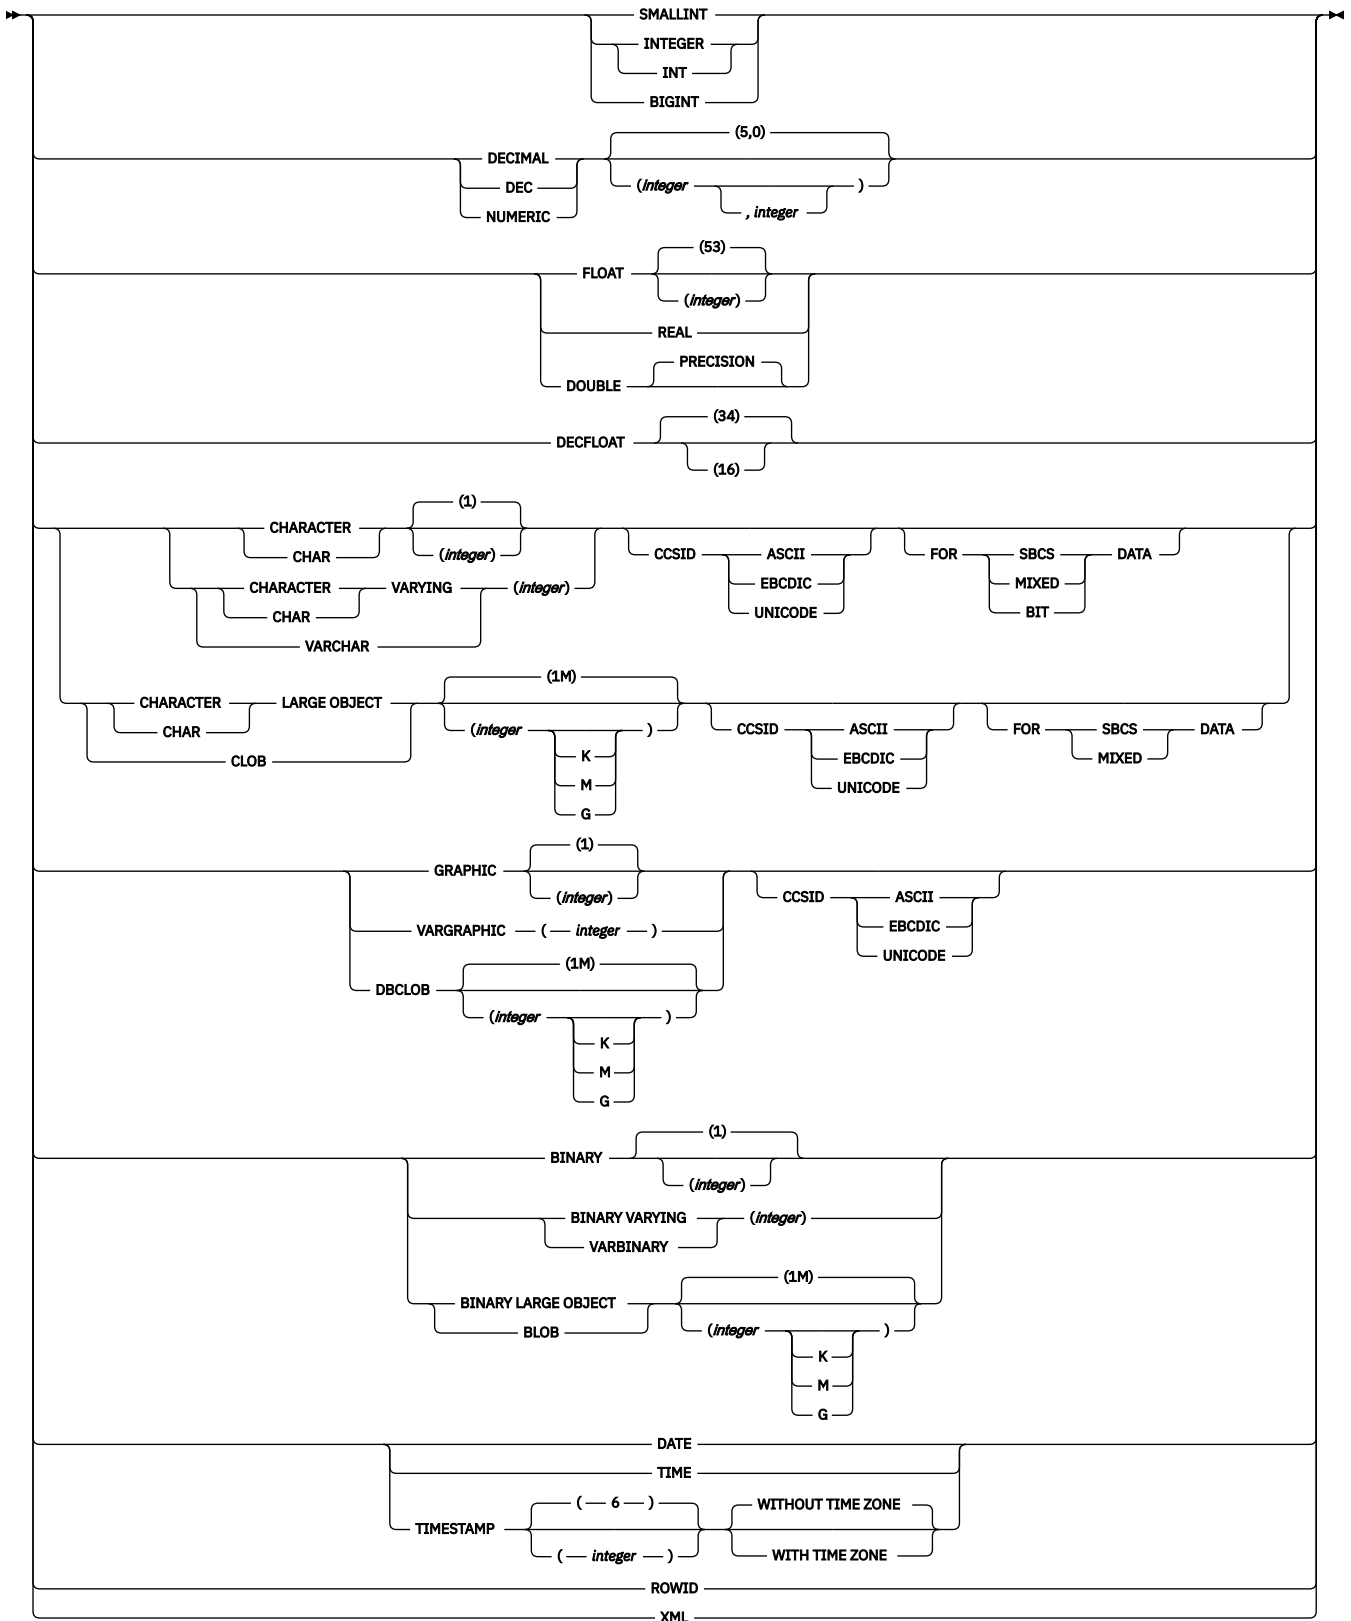 SMALLINT
INTEGER
INT
BIGINT
(5,0)
DECIMAL
DEC
(integer )
NUMERIC
, integer
(53)
FLOAT
(integer)
REAL
PRECISION
DOUBLE
(34)
DECFLOAT
(16)
(1)
CHARACTER
CHAR
(integer)
CCSID ASCII FOR SBCS DATA
EBCDIC MIXED
CHARACTER VARYING (integer)
UNICODE BIT
CHAR
VARCHAR
(1M)
CHARACTER LARGE OBJECT
CHAR
(integer )
CCSID ASCII FOR SBCS DATA
K
EBCDIC MIXED
CLOB
M
UNICODE
G
(1)
GRAPHIC
(integer)
CCSID ASCII
EBCDIC
VARGRAPHIC ( integer )
UNICODE
(1M)
DBCLOB
(integer )
K
M
G
(1)
BINARY
(integer)
BINARY VARYING (integer)
VARBINARY
(1M)
BINARY LARGE OBJECT
BLOB
(integer )
K
M
G
DATE
TIME
( 6 ) WITHOUT TIME ZONE
TIMESTAMP
( integer ) WITH TIME ZONE
ROWID
XML